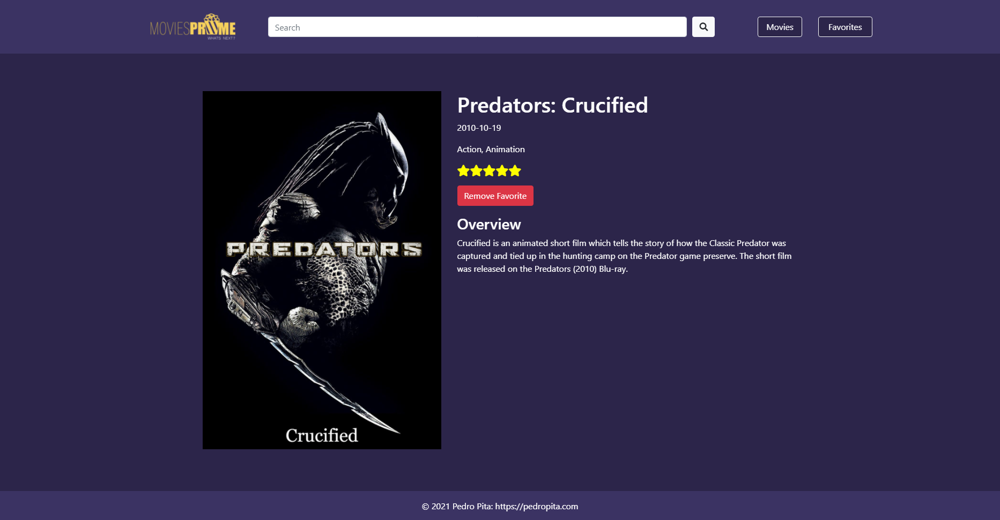 MOVIESPRIME
WHATS NEXT?
Search
Movies
Favorites
PREDATORS
Crucified
Predators: Crucified
2010-10-19
Action, Animation
Remove Favorite
Overview
Crucified is an animated short film which tells the story of how the Classic Predator was
captured and tied up in the hunting camp on the Predator game preserve. The short film
was released on the Predators (2010) Blu-ray.
© 2021 Pedro Pita: https://pedropita.com